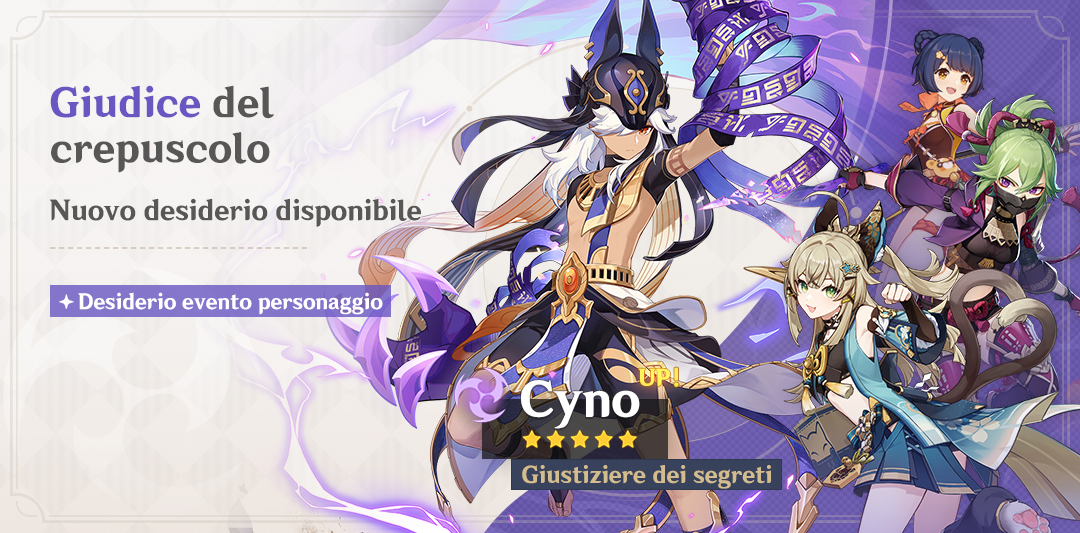 Giudice del
crepuscolo
Nuovo desiderio disponibile
Desiderio evento personaggio
UP!
Cyno
Giustiziere dei segreti